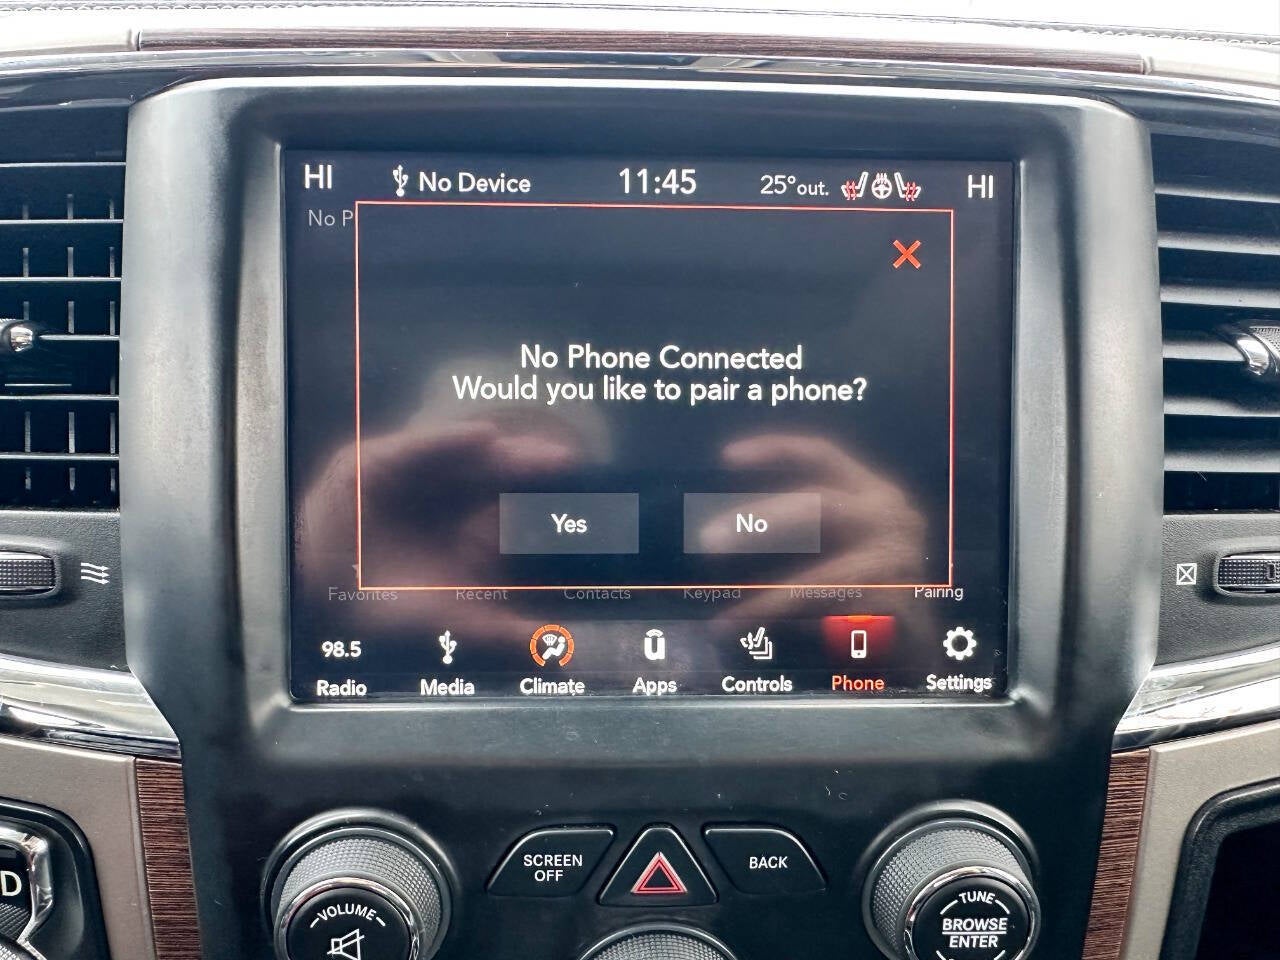 HI No Device 11:45 25°out. HI
No P
No Phone Connected
Would you like to pair a phone?
Yes No
Favorites Recent Contacts Keypad Messages Pairing
98.5
Radio Media Climate Apps Controls Phone Settings
SCREEN
OFF
BACK
VOLUME
TUNE
BROWSE
ENTER
D